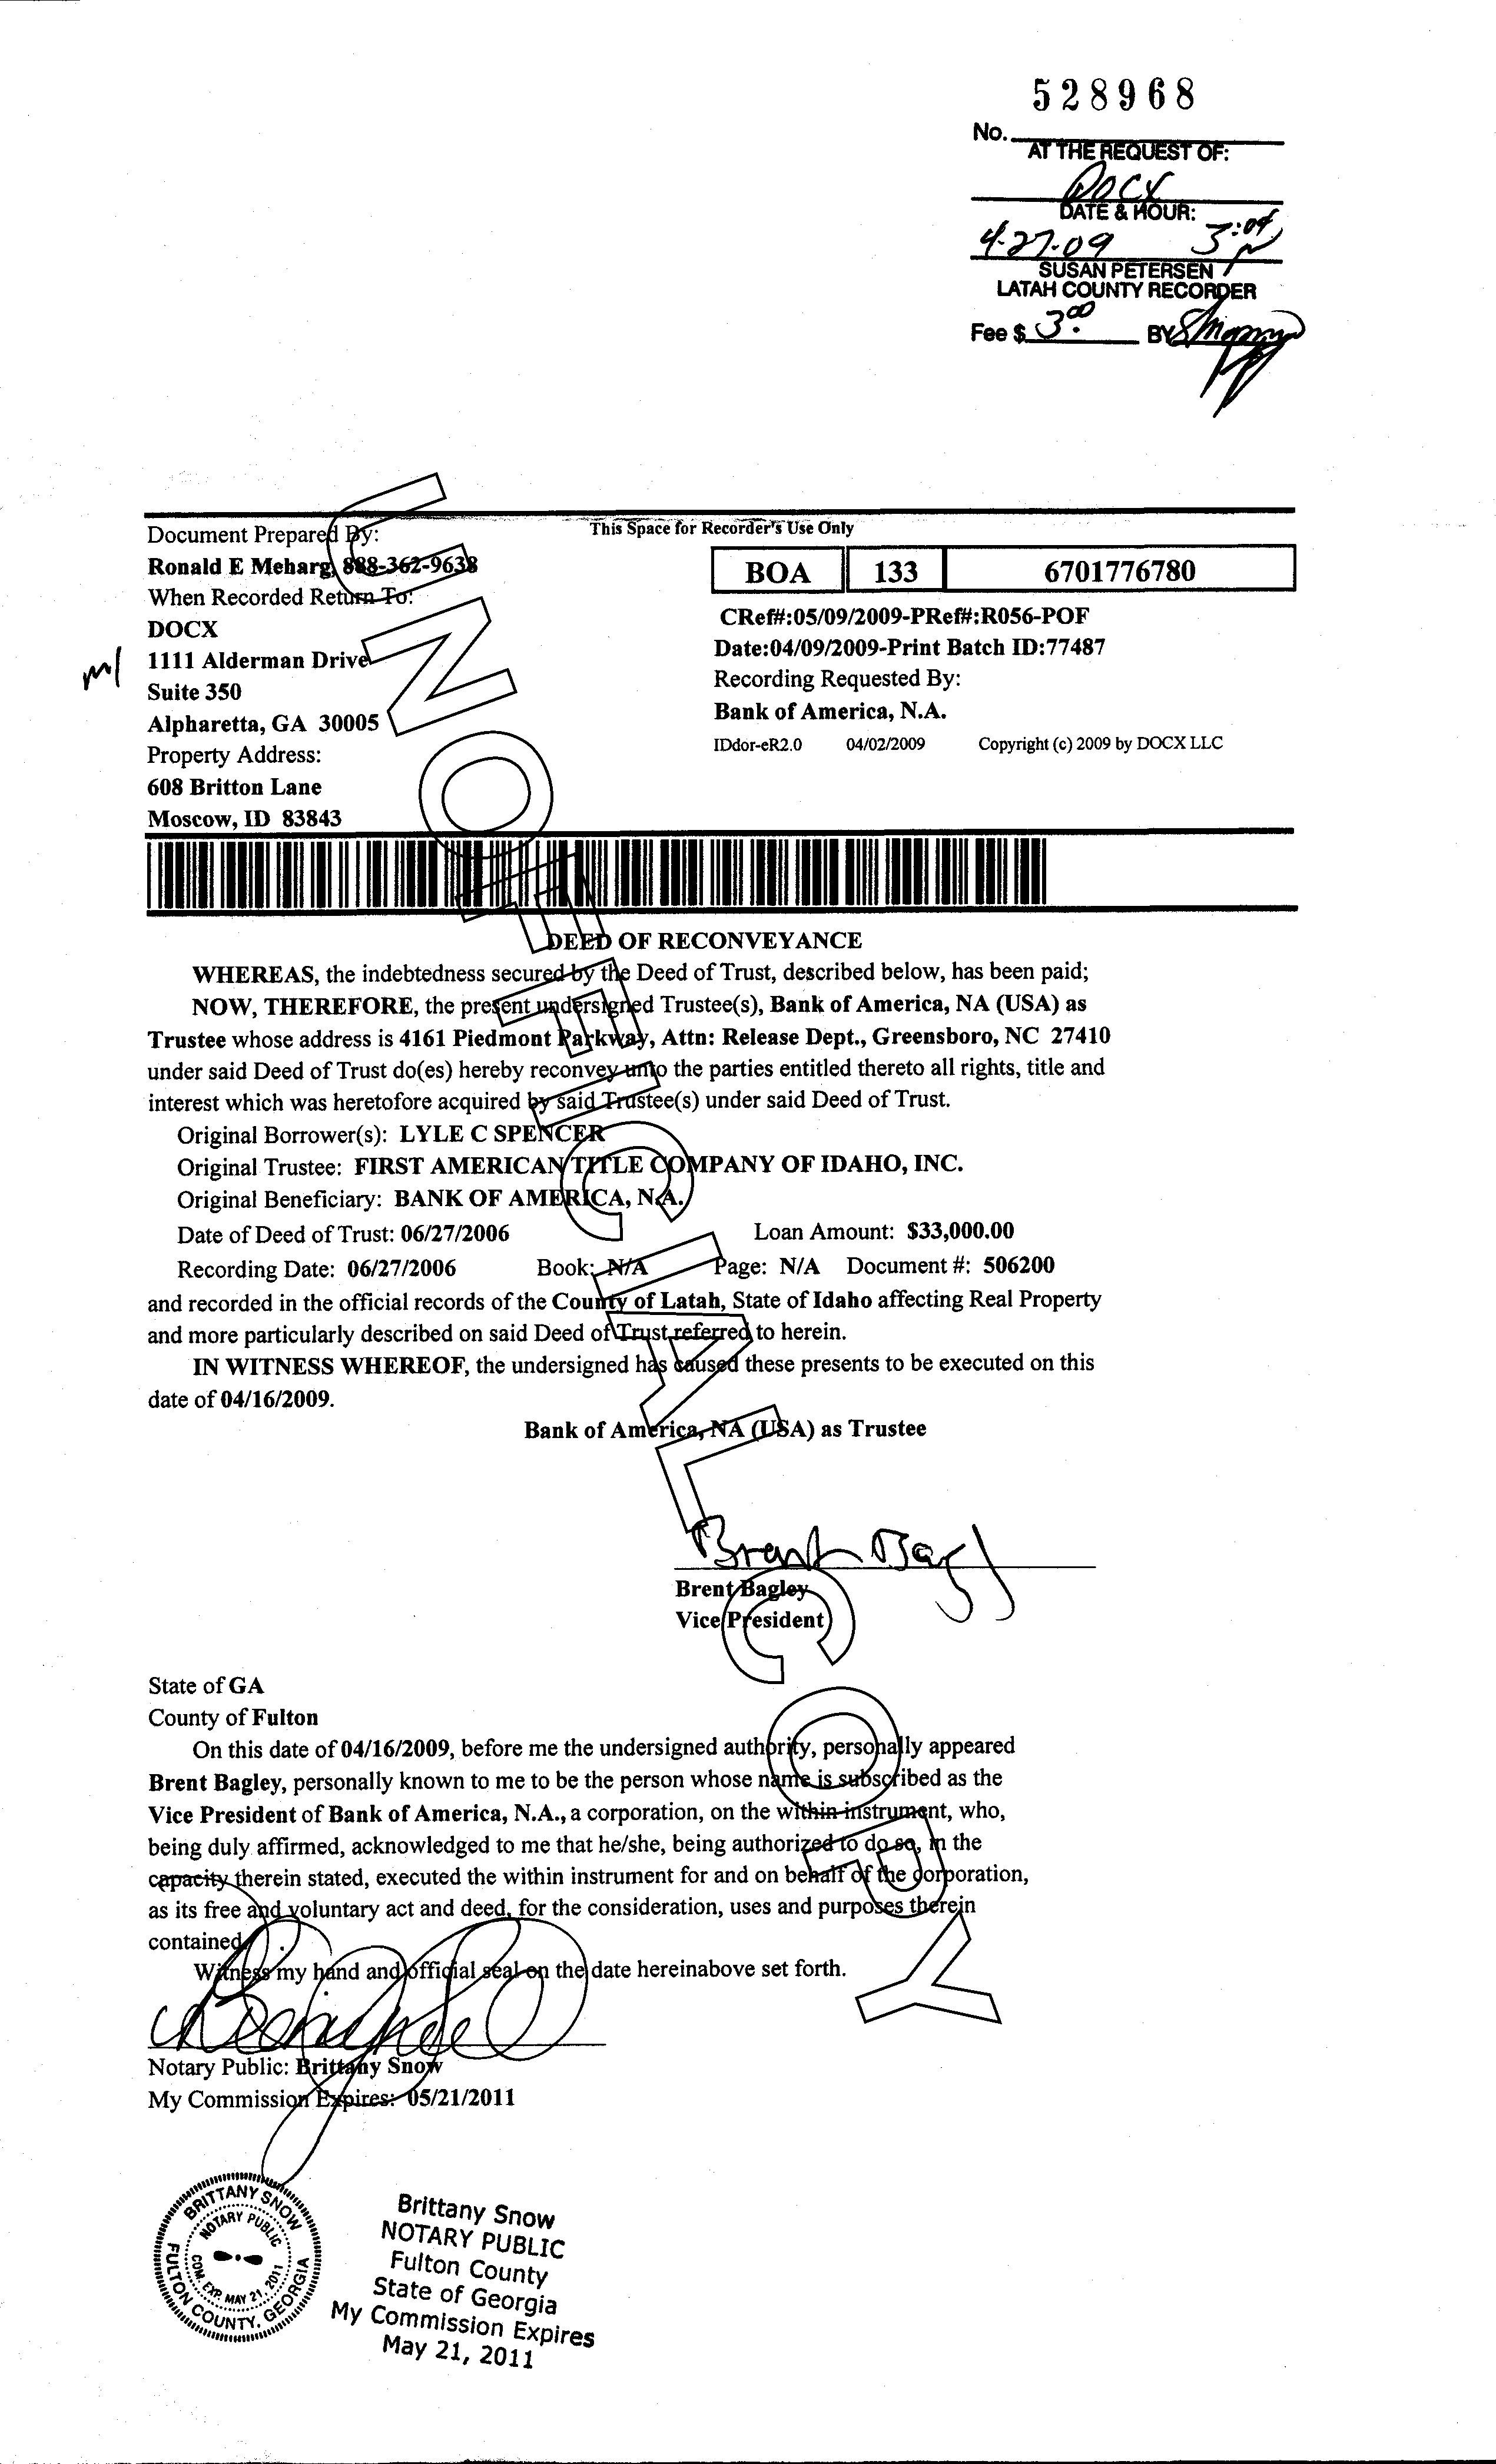 528968
No.
AT THE REQUEST OF:
DOCX
DATE & HOUR:
4-27-09 3:04
SUSAN PETERSEN
LATAH COUNTY RECORDER
Fee $ 3.00 BY
This Space for Recorder's Use Only
Document Prepared By:
Ronald E Meharg, 888-362-9638
When Recorded Return To:
DOCX
1111 Alderman Drive
Suite 350
Alpharetta, GA 30005
Property Address:
608 Britton Lane
Moscow, ID 83843
BOA 133 6701776780
CRef#:05/09/2009-PRef#:R056-POF
Date:04/09/2009-Print Batch ID:77487
Recording Requested By:
Bank of America, N.A.
IDdor-eR2.0 04/02/2009 Copyright (c) 2009 by DOCX LLC
DEED OF RECONVEYANCE
WHEREAS, the indebtedness secured by the Deed of Trust, described below, has been paid;
NOW, THEREFORE, the present undersigned Trustee(s), Bank of America, NA (USA) as
Trustee whose address is 4161 Piedmont Parkway, Attn: Release Dept., Greensboro, NC 27410
under said Deed of Trust do(es) hereby reconvey unto the parties entitled thereto all rights, title and
interest which was heretofore acquired by said Trustee(s) under said Deed of Trust.
Original Borrower(s): LYLE C SPENCER
Original Trustee: FIRST AMERICAN TITLE COMPANY OF IDAHO, INC.
Original Beneficiary: BANK OF AMERICA, N.A.
Date of Deed of Trust: 06/27/2006 Loan Amount: $33,000.00
Recording Date: 06/27/2006 Book: N/A Page: N/A Document #: 506200
and recorded in the official records of the County of Latah, State of Idaho affecting Real Property
and more particularly described on said Deed of Trust referred to herein.
IN WITNESS WHEREOF, the undersigned has caused these presents to be executed on this
date of 04/16/2009.
Bank of America, NA (USA) as Trustee
Brent Bagley
Brent Bagley
Vice President
State of GA
County of Fulton
On this date of 04/16/2009, before me the undersigned authority, personally appeared
Brent Bagley, personally known to me to be the person whose name is subscribed as the
Vice President of Bank of America, N.A., a corporation, on the within instrument, who,
being duly affirmed, acknowledged to me that he/she, being authorized to do so, in the
capacity therein stated, executed the within instrument for and on behalf of the corporation,
as its free and voluntary act and deed, for the consideration, uses and purposes therein
contained.
Witness my hand and official seal on the date hereinabove set forth.
Notary Public: Brittany Snow
My Commission Expires: 05/21/2011
BRITTANY SNOW
NOTARY PUBLIC
COM. EXP. MAY 21, 2011
FULTON COUNTY, GEORGIA
Brittany Snow
NOTARY PUBLIC
Fulton County
State of Georgia
My Commission Expires
May 21, 2011
UNOFFICIAL COPY